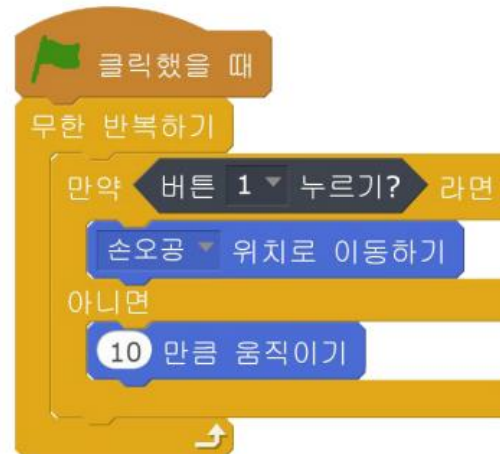 클릭했을 때
무한 반복하기
만약 버튼 1 누르기? 라면
손오공 위치로 이동하기
아니면
10 만큼 움직이기